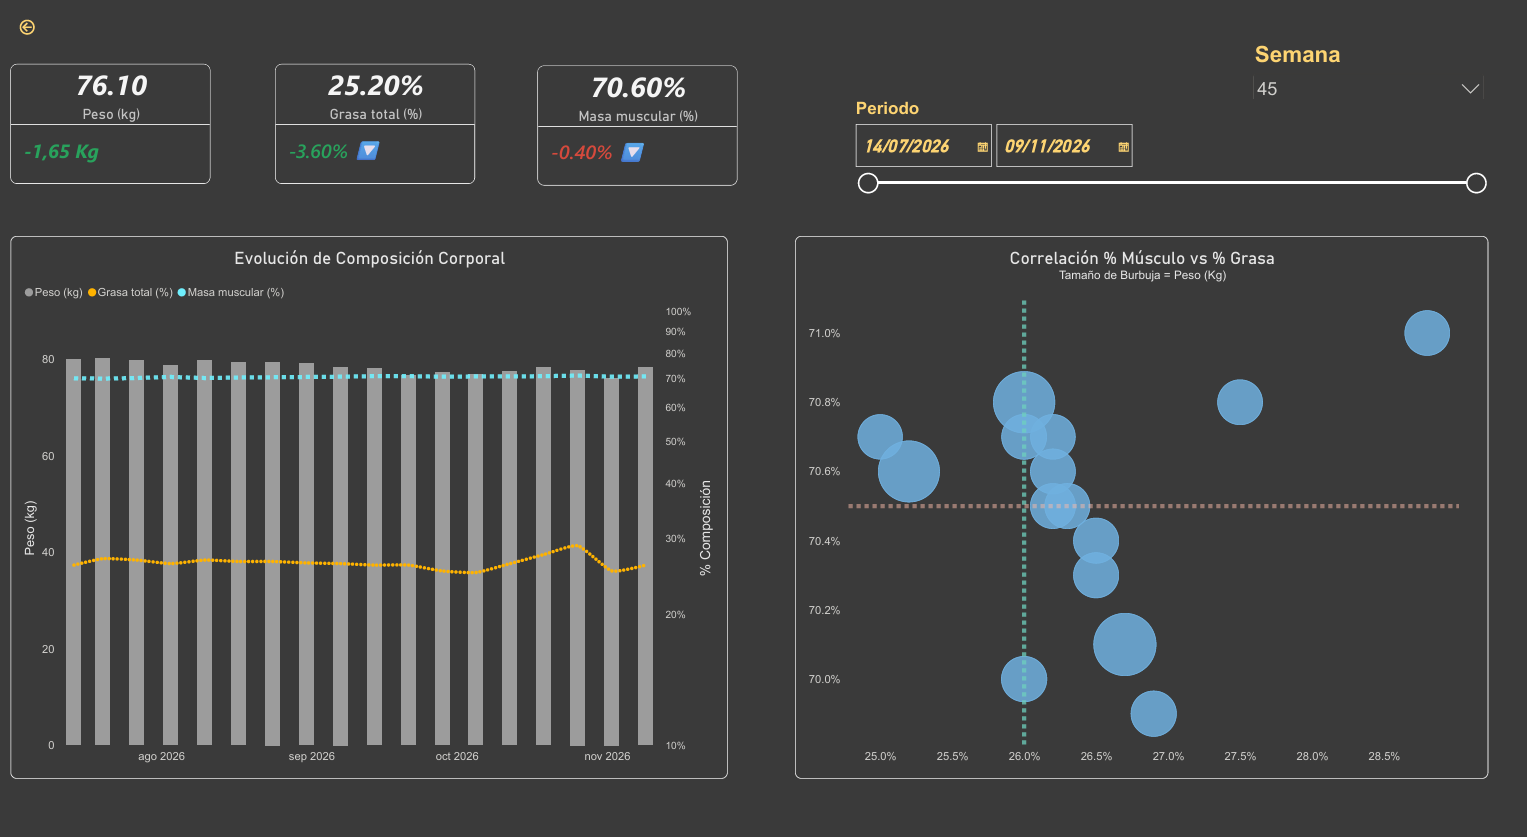 Semana
45
Periodo
14/07/2026
09/11/2026
76.10
Peso (kg)
-1,65 Kg
25.20%
Grasa total (%)
-3.60% 🔽
70.60%
Masa muscular (%)
-0.40% 🔽
Evolución de Composición Corporal
Peso (kg) Grasa total (%) Masa muscular (%)
80
60
40
20
0
Peso (kg)
100%
90%
80%
70%
60%
50%
40%
30%
20%
10%
% Composición
ago 2026
sep 2026
oct 2026
nov 2026
Correlación % Músculo vs % Grasa
Tamaño de Burbuja = Peso (Kg)
71.0%
70.8%
70.6%
70.4%
70.2%
70.0%
25.0%
25.5%
26.0%
26.5%
27.0%
27.5%
28.0%
28.5%